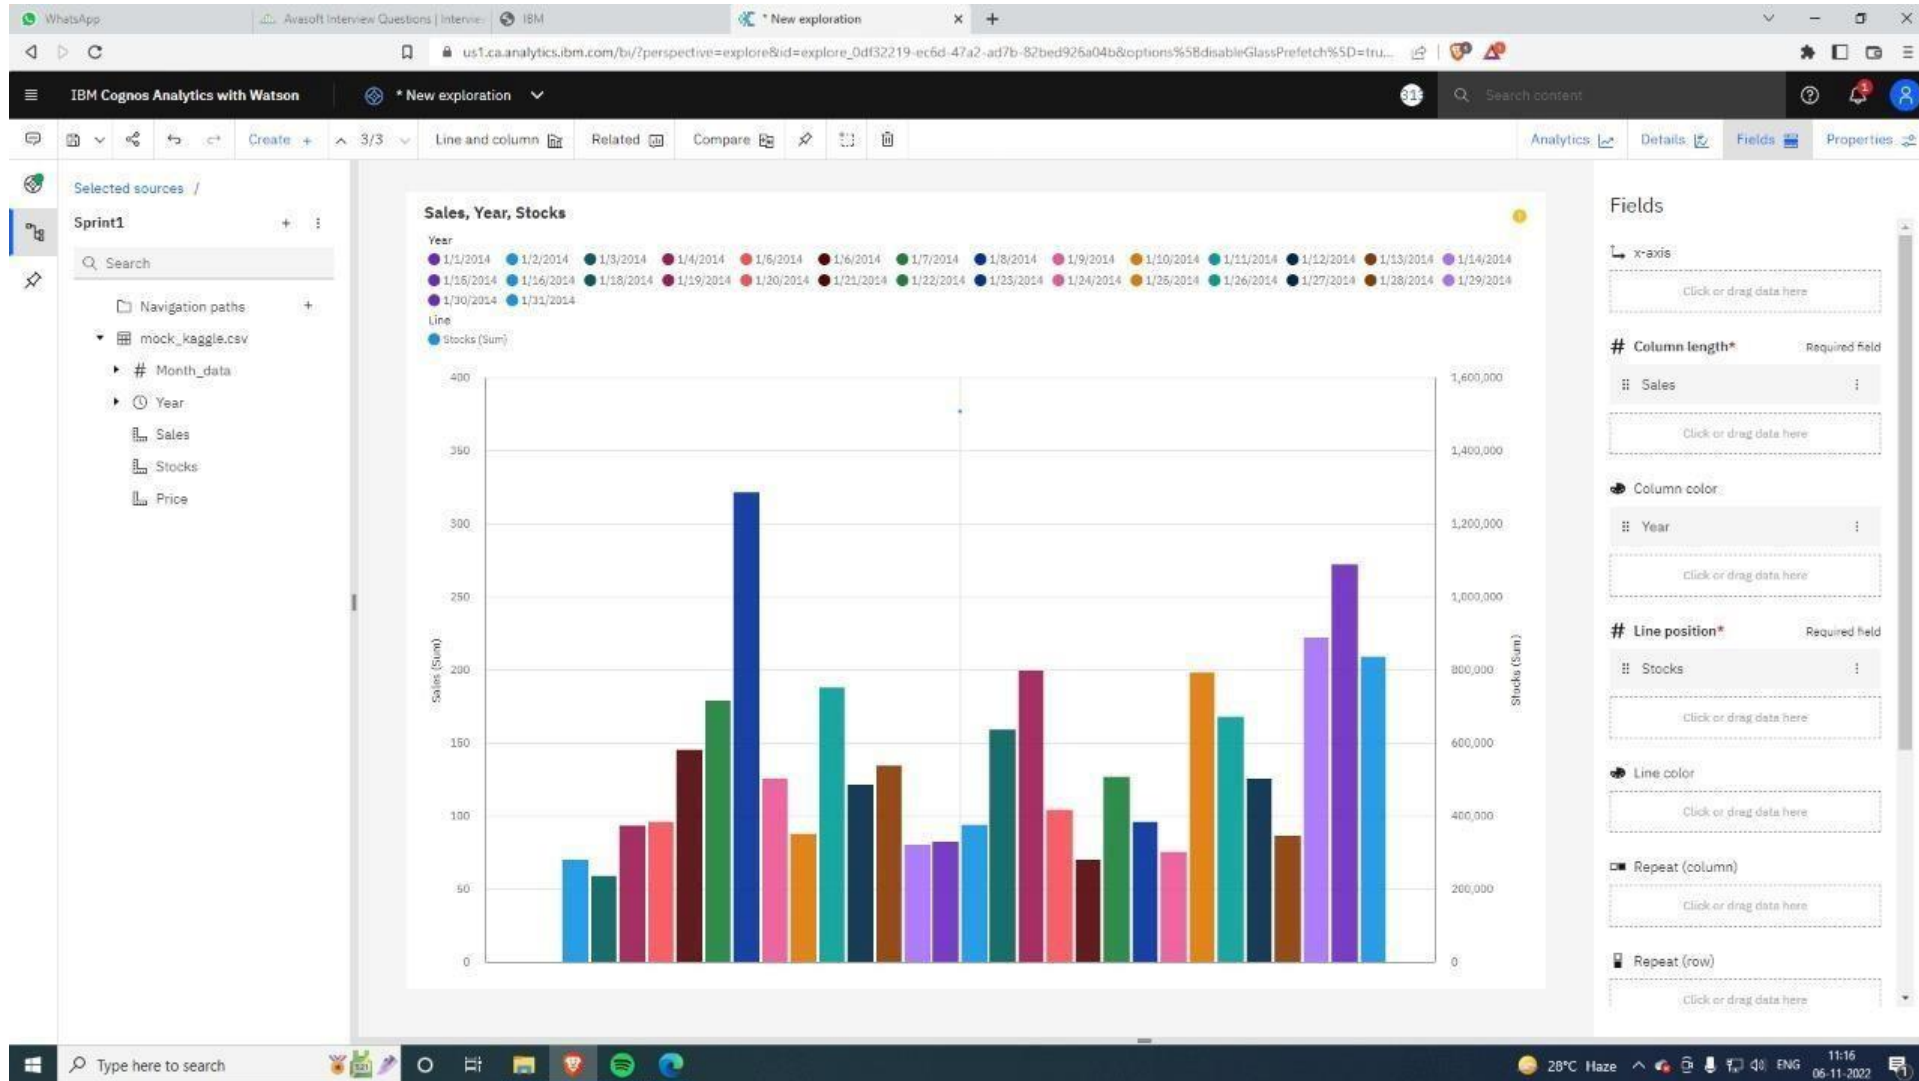 WhatsApp Avasoft Interview Questions | Intervie IBM * New exploration
us1.ca.analytics.ibm.com/bi/?perspective=explore&id=explore_0df32219-ec6d-47a2-ad7b-82bed926a04b&options%5BdisableGlassPrefetch%5D=tru...
IBM Cognos Analytics with Watson * New exploration Search content 1
Create + 3/3 Line and column Related Compare Analytics Details Fields Properties
Selected sources /
Sprint1
Search
Navigation paths
mock_kaggle.csv
Month_data
Year
Sales
Stocks
Price
Sales, Year, Stocks
Year
1/1/2014 1/2/2014 1/3/2014 1/4/2014 1/5/2014 1/6/2014 1/7/2014 1/8/2014 1/9/2014 1/10/2014 1/11/2014 1/12/2014 1/13/2014 1/14/2014
1/15/2014 1/16/2014 1/18/2014 1/19/2014 1/20/2014 1/21/2014 1/22/2014 1/23/2014 1/24/2014 1/25/2014 1/26/2014 1/27/2014 1/28/2014 1/29/2014
1/30/2014 1/31/2014
Line
Stocks (Sum)
400 1,600,000
350 1,400,000
300 1,200,000
250 1,000,000
200 800,000
150 600,000
100 400,000
50 200,000
0 0
Sales (Sum)
Stocks (Sum)
Fields
x-axis
Click or drag data here
# Column length* Required field
Sales
Click or drag data here
Column color
Year
Click or drag data here
# Line position* Required field
Stocks
Click or drag data here
Line color
Click or drag data here
Repeat (column)
Click or drag data here
Repeat (row)
Click or drag data here
Type here to search 28°C Haze ENG 11:16
06-11-2022